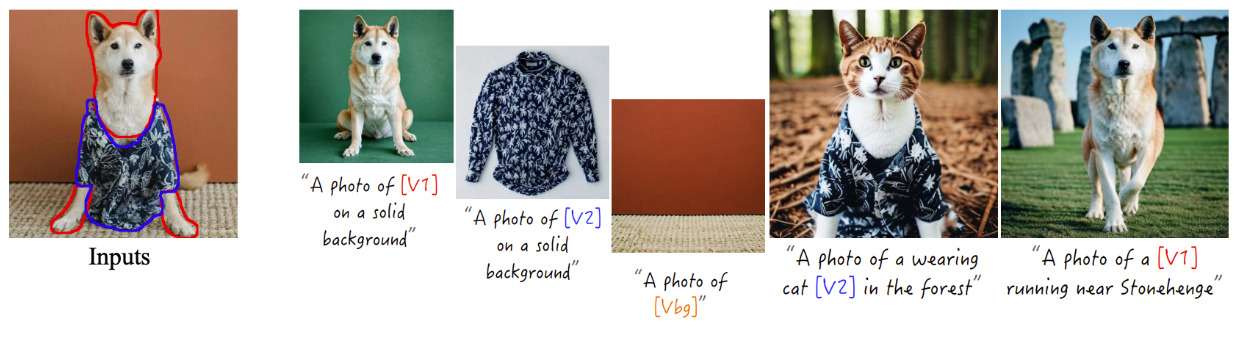 Inputs
"A photo of [V1]
on a solid
background"
"A photo of [V2]
on a solid
background"
"A photo of
[Vbg]"
"A photo of a wearing
cat [V2] in the forest"
"A photo of a [V1]
running near Stonehenge"